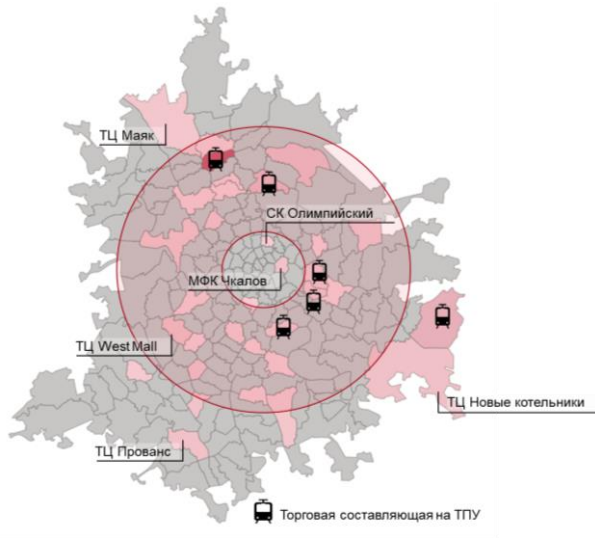 ТЦ Маяк
СК Олимпийский
МФК Чкалов
ТЦ West Mall
ТЦ Новые котельники
ТЦ Прованс
Торговая составляющая на ТПУ